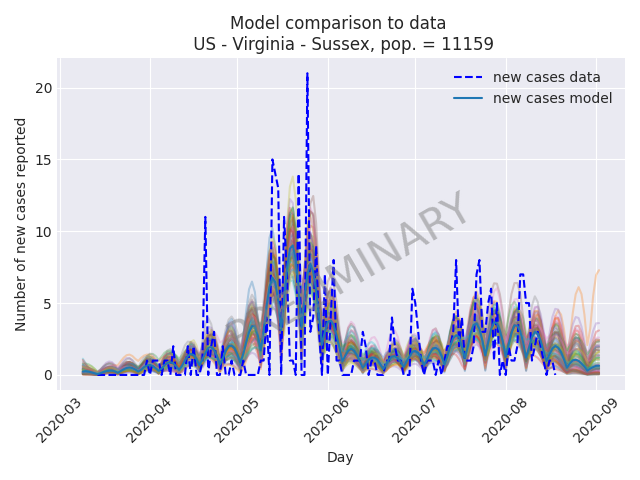 Model comparison to data
US - Virginia - Sussex, pop. = 11159
Number of new cases reported
20
15
10
5
0
new cases data
new cases model
MINARY
2020-03
2020-04
2020-05
2020-06
2020-07
2020-08
2020-09
Day